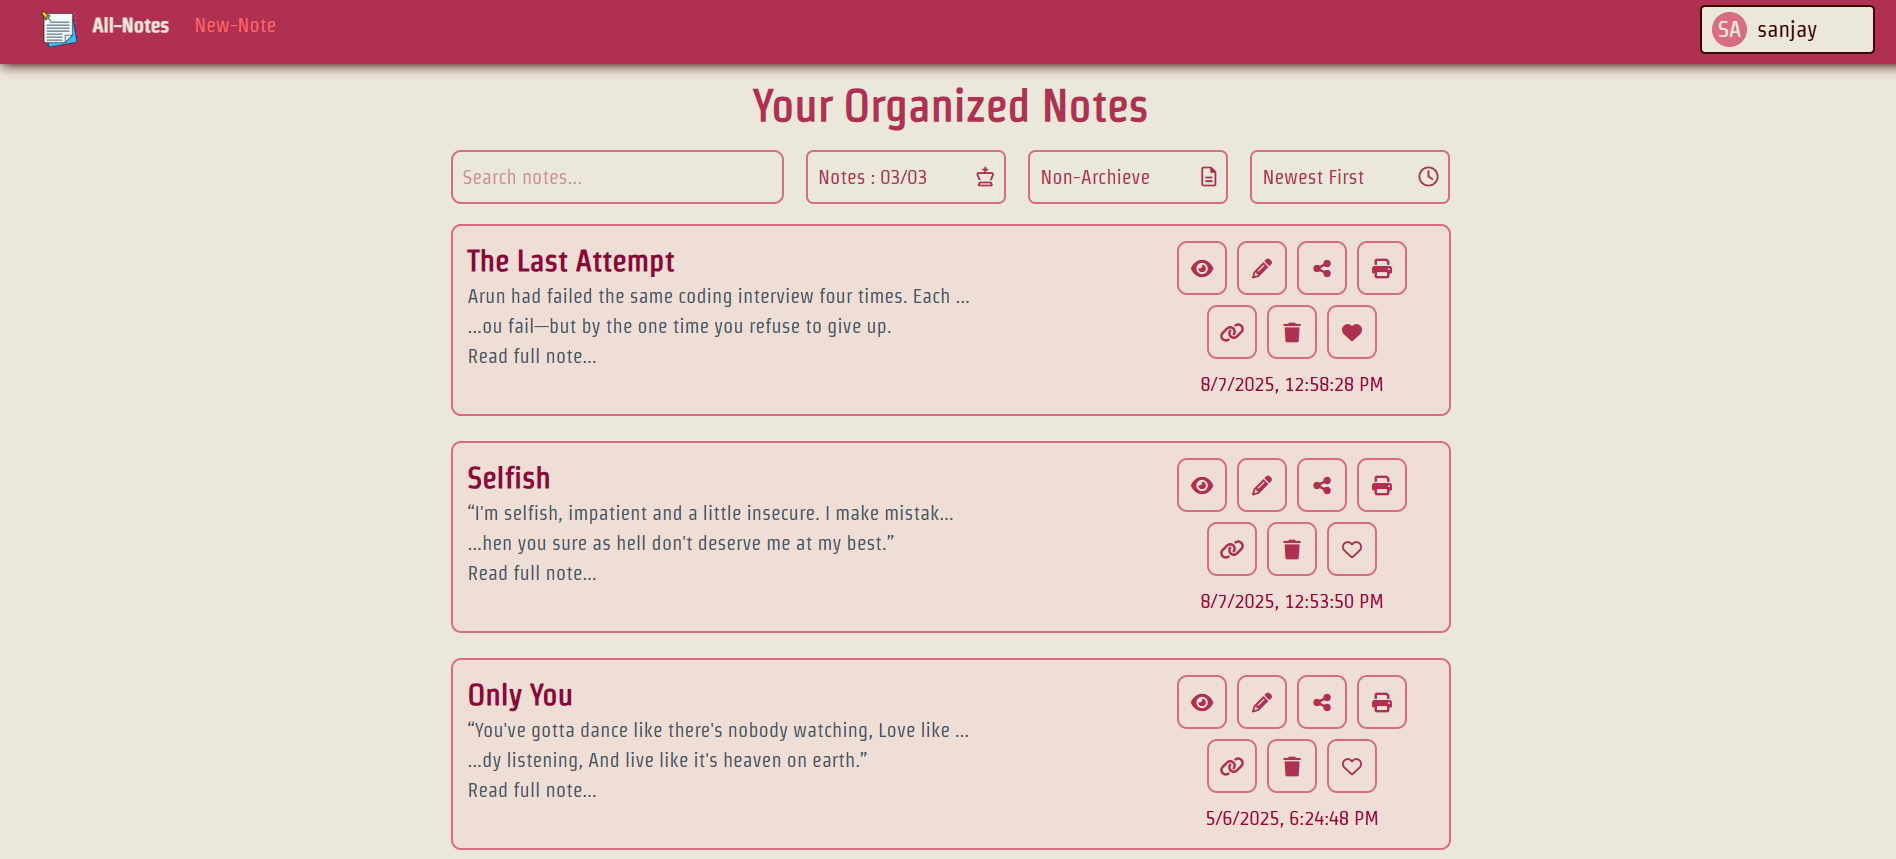 All-Notes
New-Note
SA sanjay
Your Organized Notes
Search notes...
Notes : 03/03
Non-Archieve
Newest First
The Last Attempt
Arun had failed the same coding interview four times. Each ...
...ou fail—but by the one time you refuse to give up.
Read full note...
8/7/2025, 12:58:28 PM
Selfish
“I'm selfish, impatient and a little insecure. I make mistak...
...hen you sure as hell don't deserve me at my best.”
Read full note...
8/7/2025, 12:53:50 PM
Only You
“You've gotta dance like there's nobody watching, Love like ...
...dy listening, And live like it's heaven on earth.”
Read full note...
5/6/2025, 6:24:48 PM